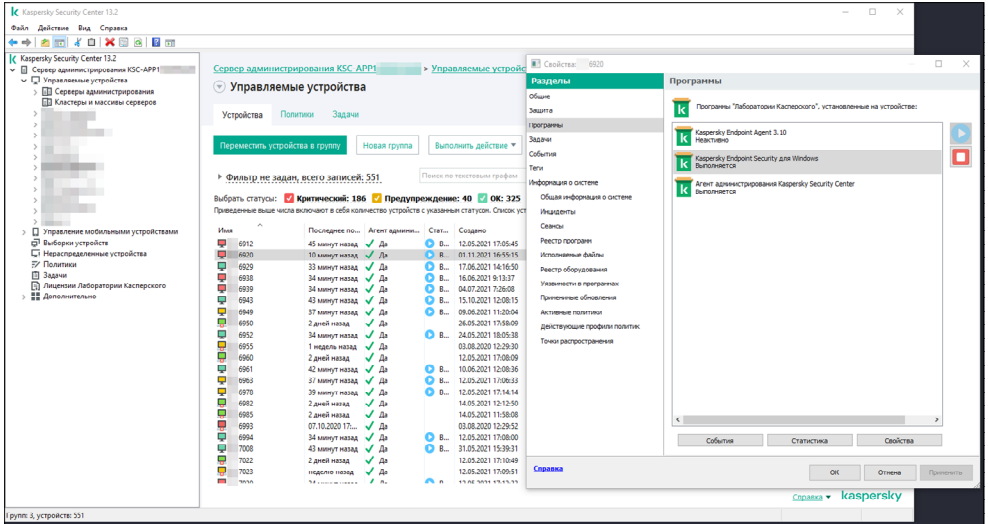 Kaspersky Security Center 13.2
Файл Действие Вид Справка
Kaspersky Security Center 13.2
Сервер администрирования KSC-APP1
Управляемые устройства
Серверы администрирования
Кластеры и массивы серверов
Управление мобильными устройствами
Выборки устройств
Нераспределенные устройства
Политики
Задачи
Лицензии Лаборатории Касперского
Дополнительно
Сервер администрирования KSC-APP1 > Управляемые устройс
Управляемые устройства
Устройства Политики Задачи
Переместить устройства в группу Новая группа Выполнить действие
Фильтр не задан, всего записей: 551 Поиск по текстовым графам
Выбрать статусы: Критический: 186 Предупреждение: 40 ОК: 325
Приведенные выше числа включают в себя количество устройств с указанным статусом. Список уст
Имя Последнее по... Агент админи... Стат... Создано
6912 45 минут назад Да В... 12.05.2021 17:05:45
6920 10 минут назад Да В... 01.11.2021 16:55:15
6929 33 минут назад Да В... 17.06.2021 14:16:50
6938 34 минут назад Да В... 16.06.2021 9:13:37
6939 34 минут назад Да В... 04.07.2021 7:26:08
6943 43 минут назад Да В... 15.10.2021 12:08:15
6949 37 минут назад Да В... 09.06.2021 11:20:04
6950 2 дней назад Да 26.05.2021 17:58:09
6952 34 минут назад Да В... 24.05.2021 18:05:38
6955 1 недель назад Да 03.08.2020 12:29:30
6960 2 дней назад Да 12.05.2021 17:08:09
6961 42 минут назад Да В... 10.06.2021 12:08:36
6963 37 минут назад Да В... 12.05.2021 17:06:33
6970 39 минут назад Да В... 12.05.2021 17:14:14
6982 2 дней назад Да 14.05.2021 12:12:50
6985 2 дней назад Да 14.05.2021 11:58:08
6993 07.10.2020 17:... Да 03.08.2020 12:29:52
6994 34 минут назад Да В... 12.05.2021 17:08:00
7008 43 минут назад Да В... 31.05.2021 15:39:31
7022 2 дней назад Да 12.05.2021 17:10:49
7023 неделю назад Да 12.05.2021 17:09:51
Групп: 3, устройств: 551
Справка kaspersky
Свойства: 6920
Разделы
Общие
Защита
Программы
Задачи
События
Теги
Информация о системе
Общая информация о системе
Инциденты
Сеансы
Реестр программ
Исполняемые файлы
Реестр оборудования
Уязвимости в программах
Примененные обновления
Активные политики
Действующие профили политик
Точки распространения
Программы
Программы "Лаборатории Касперского", установленные на устройстве:
Kaspersky Endpoint Agent 3.10
Неактивно
Kaspersky Endpoint Security для Windows
Выполняется
Агент администрирования Kaspersky Security Center
Выполняется
События Статистика Свойства
Справка
ОК Отмена Применить